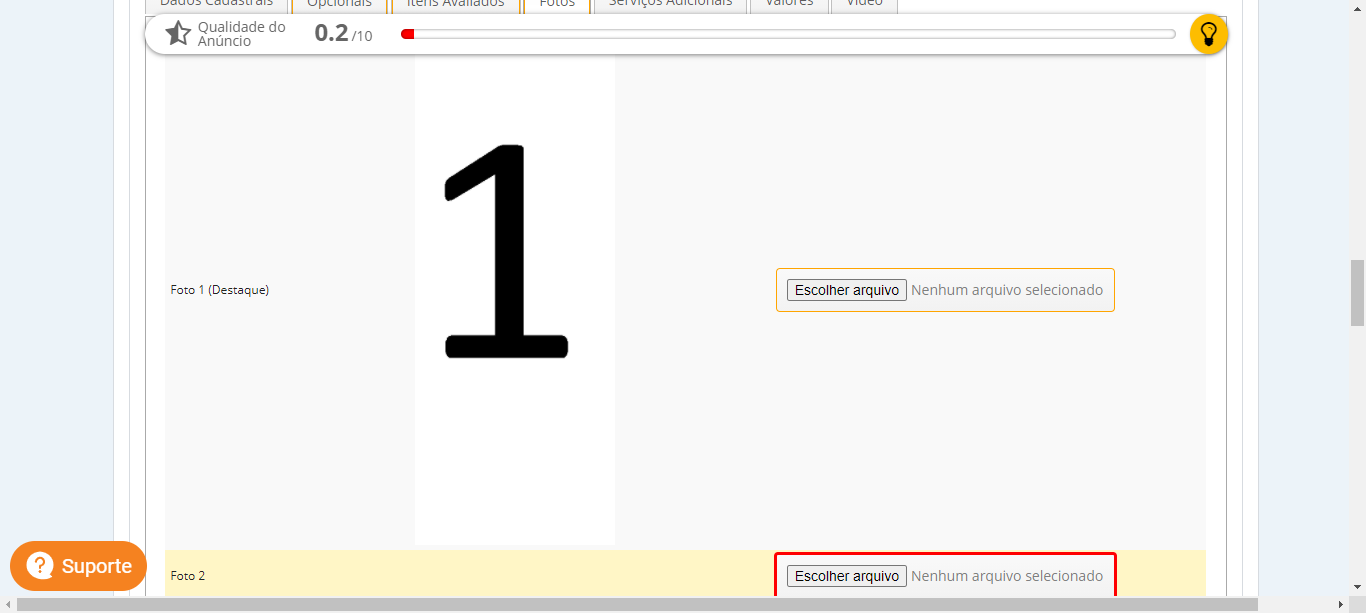 Dados Cadastrais Opcionais Itens Avaliados Fotos Serviços Adicionais Valores Vídeo
Qualidade do
Anúncio
0.2 /10
1
Foto 1 (Destaque)
Escolher arquivo Nenhum arquivo selecionado
Foto 2
Escolher arquivo Nenhum arquivo selecionado
? Suporte